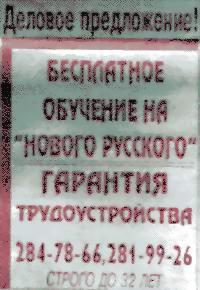 Деловое предложение!
БЕСПЛАТНОЕ
ОБУЧЕНИЕ НА
"НОВОГО РУССКОГО"
ГАРАНТИЯ
ТРУДОУСТРОЙСТВА
284-78-66,281-99-26
СТРОГО ДО 32 ЛЕТ